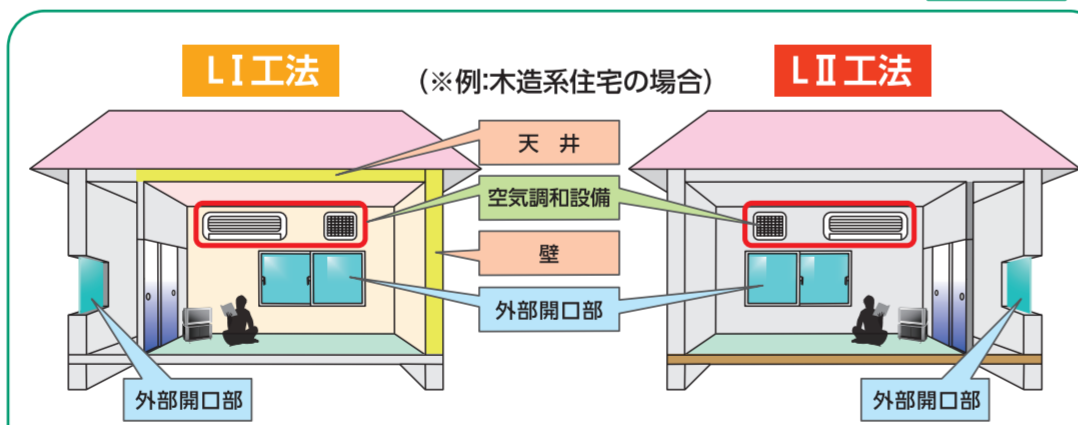 LⅠ工法
(※例:木造系住宅の場合)
LⅡ工法
天 井
空気調和設備
壁
外部開口部
外部開口部
外部開口部